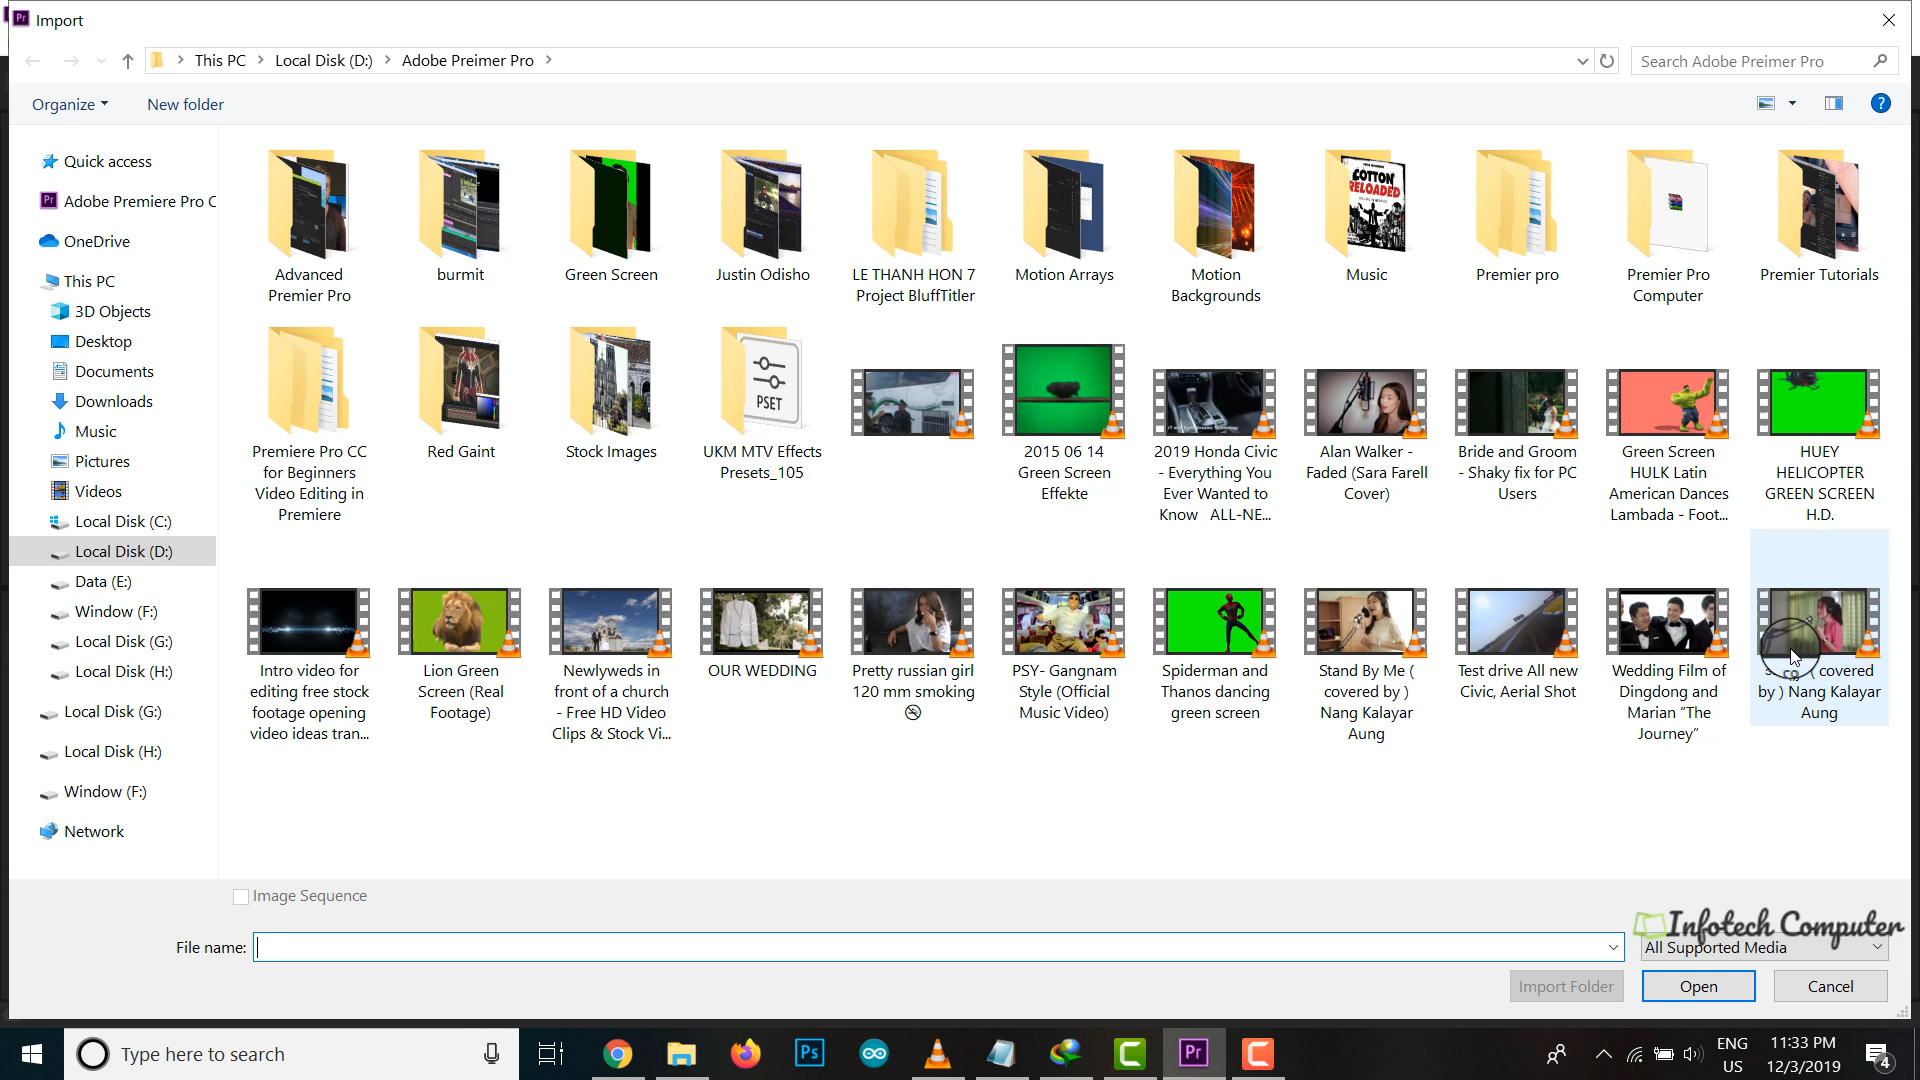 Import
This PC
Local Disk (D:)
Adobe Preimer Pro
Search Adobe Preimer Pro
Organize
New folder
Quick access
Adobe Premiere Pro C
OneDrive
This PC
3D Objects
Desktop
Documents
Downloads
Music
Pictures
Videos
Local Disk (C:)
Local Disk (D:)
Data (E:)
Window (F:)
Local Disk (G:)
Local Disk (H:)
Local Disk (G:)
Local Disk (H:)
Window (F:)
Network
Advanced
Premier Pro
burmit
Green Screen
Justin Odisho
LE THANH HON 7
Project BluffTitler
Motion Arrays
Motion
Backgrounds
COTTON
RELOADED
Music
Premier pro
Premier Pro
Computer
Premier Tutorials
Premiere Pro CC
for Beginners
Video Editing in
Premiere
Red Gaint
Stock Images
PSET
UKM MTV Effects
Presets_105
2015 06 14
Green Screen
Effekte
2019 Honda Civic
- Everything You
Ever Wanted to
Know ALL-NE...
Alan Walker -
Faded (Sara Farell
Cover)
Bride and Groom
- Shaky fix for PC
Users
Green Screen
HULK Latin
American Dances
Lambada - Foot...
HUEY
HELICOPTER
GREEN SCREEN
H.D.
Intro video for
editing free stock
footage opening
video ideas tran...
Lion Green
Screen (Real
Footage)
Newlyweds in
front of a church
- Free HD Video
Clips & Stock Vi...
OUR WEDDING
Pretty russian girl
120 mm smoking
PSY- Gangnam
Style (Official
Music Video)
Spiderman and
Thanos dancing
green screen
Stand By Me (
covered by )
Nang Kalayar
Aung
Test drive All new
Civic, Aerial Shot
Wedding Film of
Dingdong and
Marian “The
Journey”
( covered
by ) Nang Kalayar
Aung
Image Sequence
Infotech Computer
File name:
All Supported Media
Import Folder
Open
Cancel
Type here to search
Ps
Pr
ENG
US
11:33 PM
12/3/2019
4